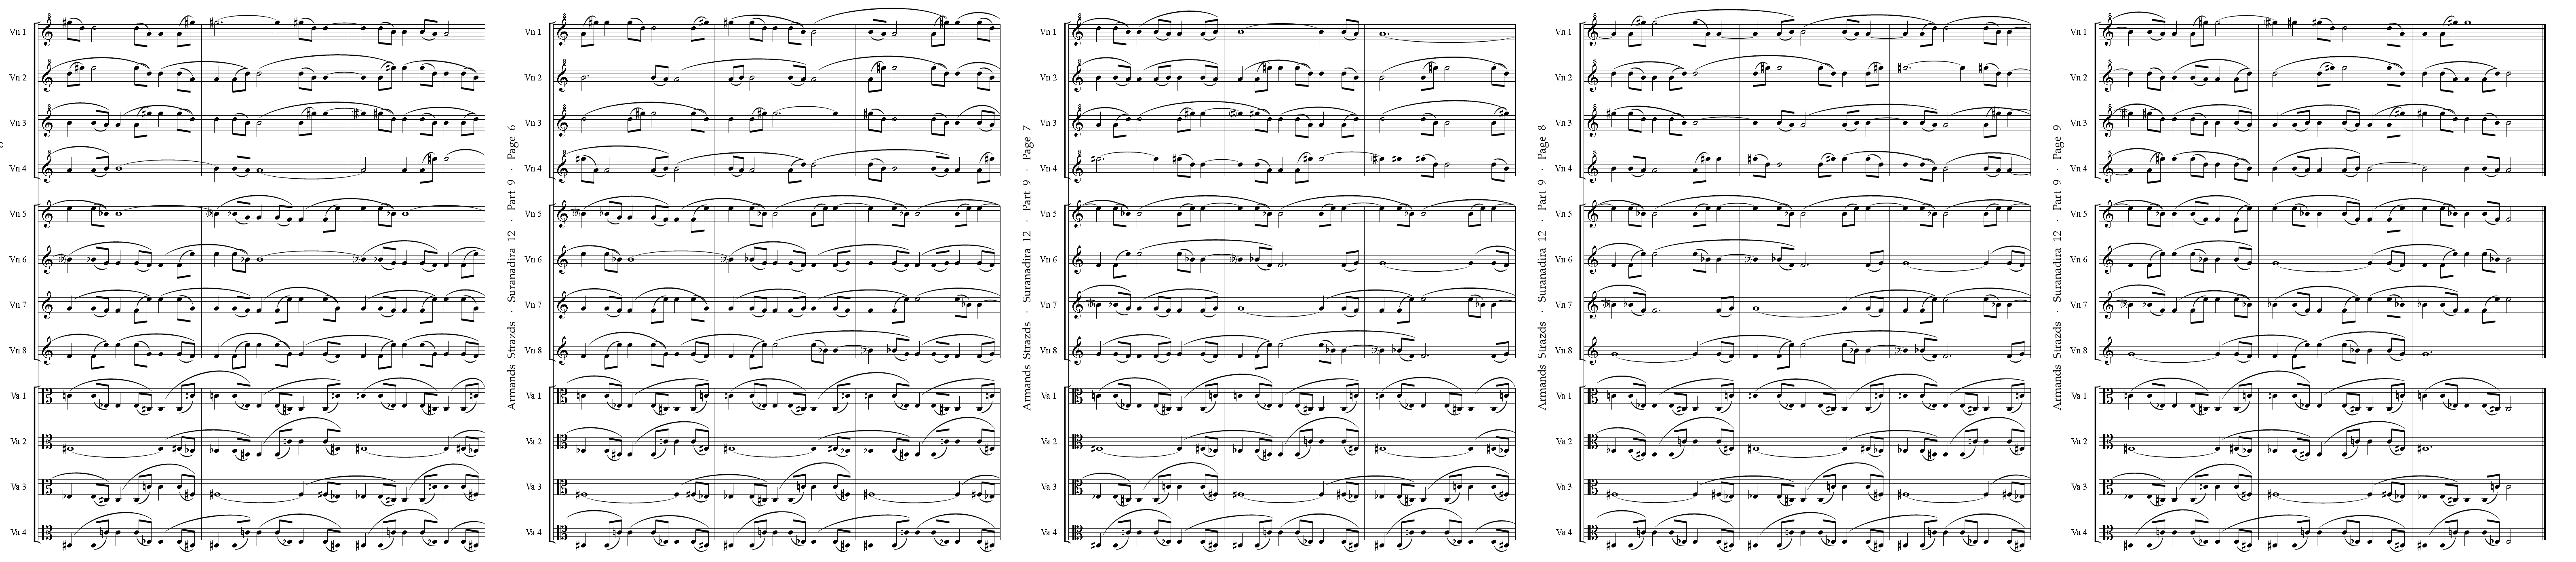 Vn 1
Vn 2
Vn 3
Vn 4
Vn 5
Vn 6
Vn 7
Vn 8
Va 1
Va 2
Va 3
Va 4
Armands Strazds · Suranadira 12 · Part 9 · Page 6
Vn 1
Vn 2
Vn 3
Vn 4
Vn 5
Vn 6
Vn 7
Vn 8
Va 1
Va 2
Va 3
Va 4
Armands Strazds · Suranadira 12 · Part 9 · Page 7
Vn 1
Vn 2
Vn 3
Vn 4
Vn 5
Vn 6
Vn 7
Vn 8
Va 1
Va 2
Va 3
Va 4
Armands Strazds · Suranadira 12 · Part 9 · Page 8
Vn 1
Vn 2
Vn 3
Vn 4
Vn 5
Vn 6
Vn 7
Vn 8
Va 1
Va 2
Va 3
Va 4
Armands Strazds · Suranadira 12 · Part 9 · Page 9
Vn 1
Vn 2
Vn 3
Vn 4
Vn 5
Vn 6
Vn 7
Vn 8
Va 1
Va 2
Va 3
Va 4